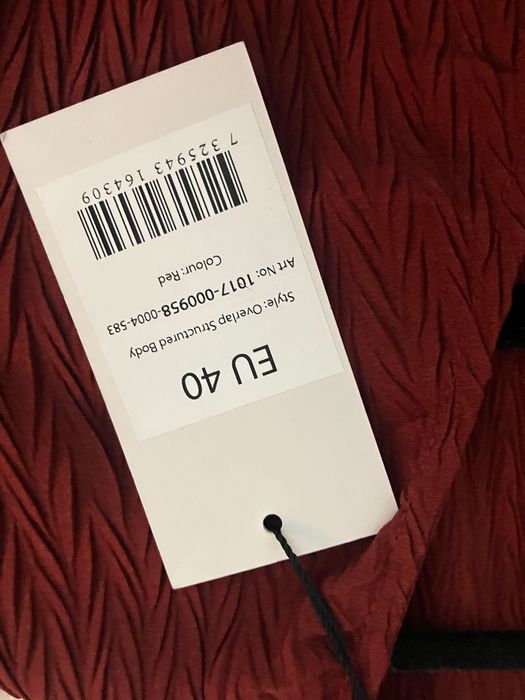 EU 40
Style: Overlap Structured Body
Art No: 1017-000958-0004-583
Colour: Red
7 325943 164309